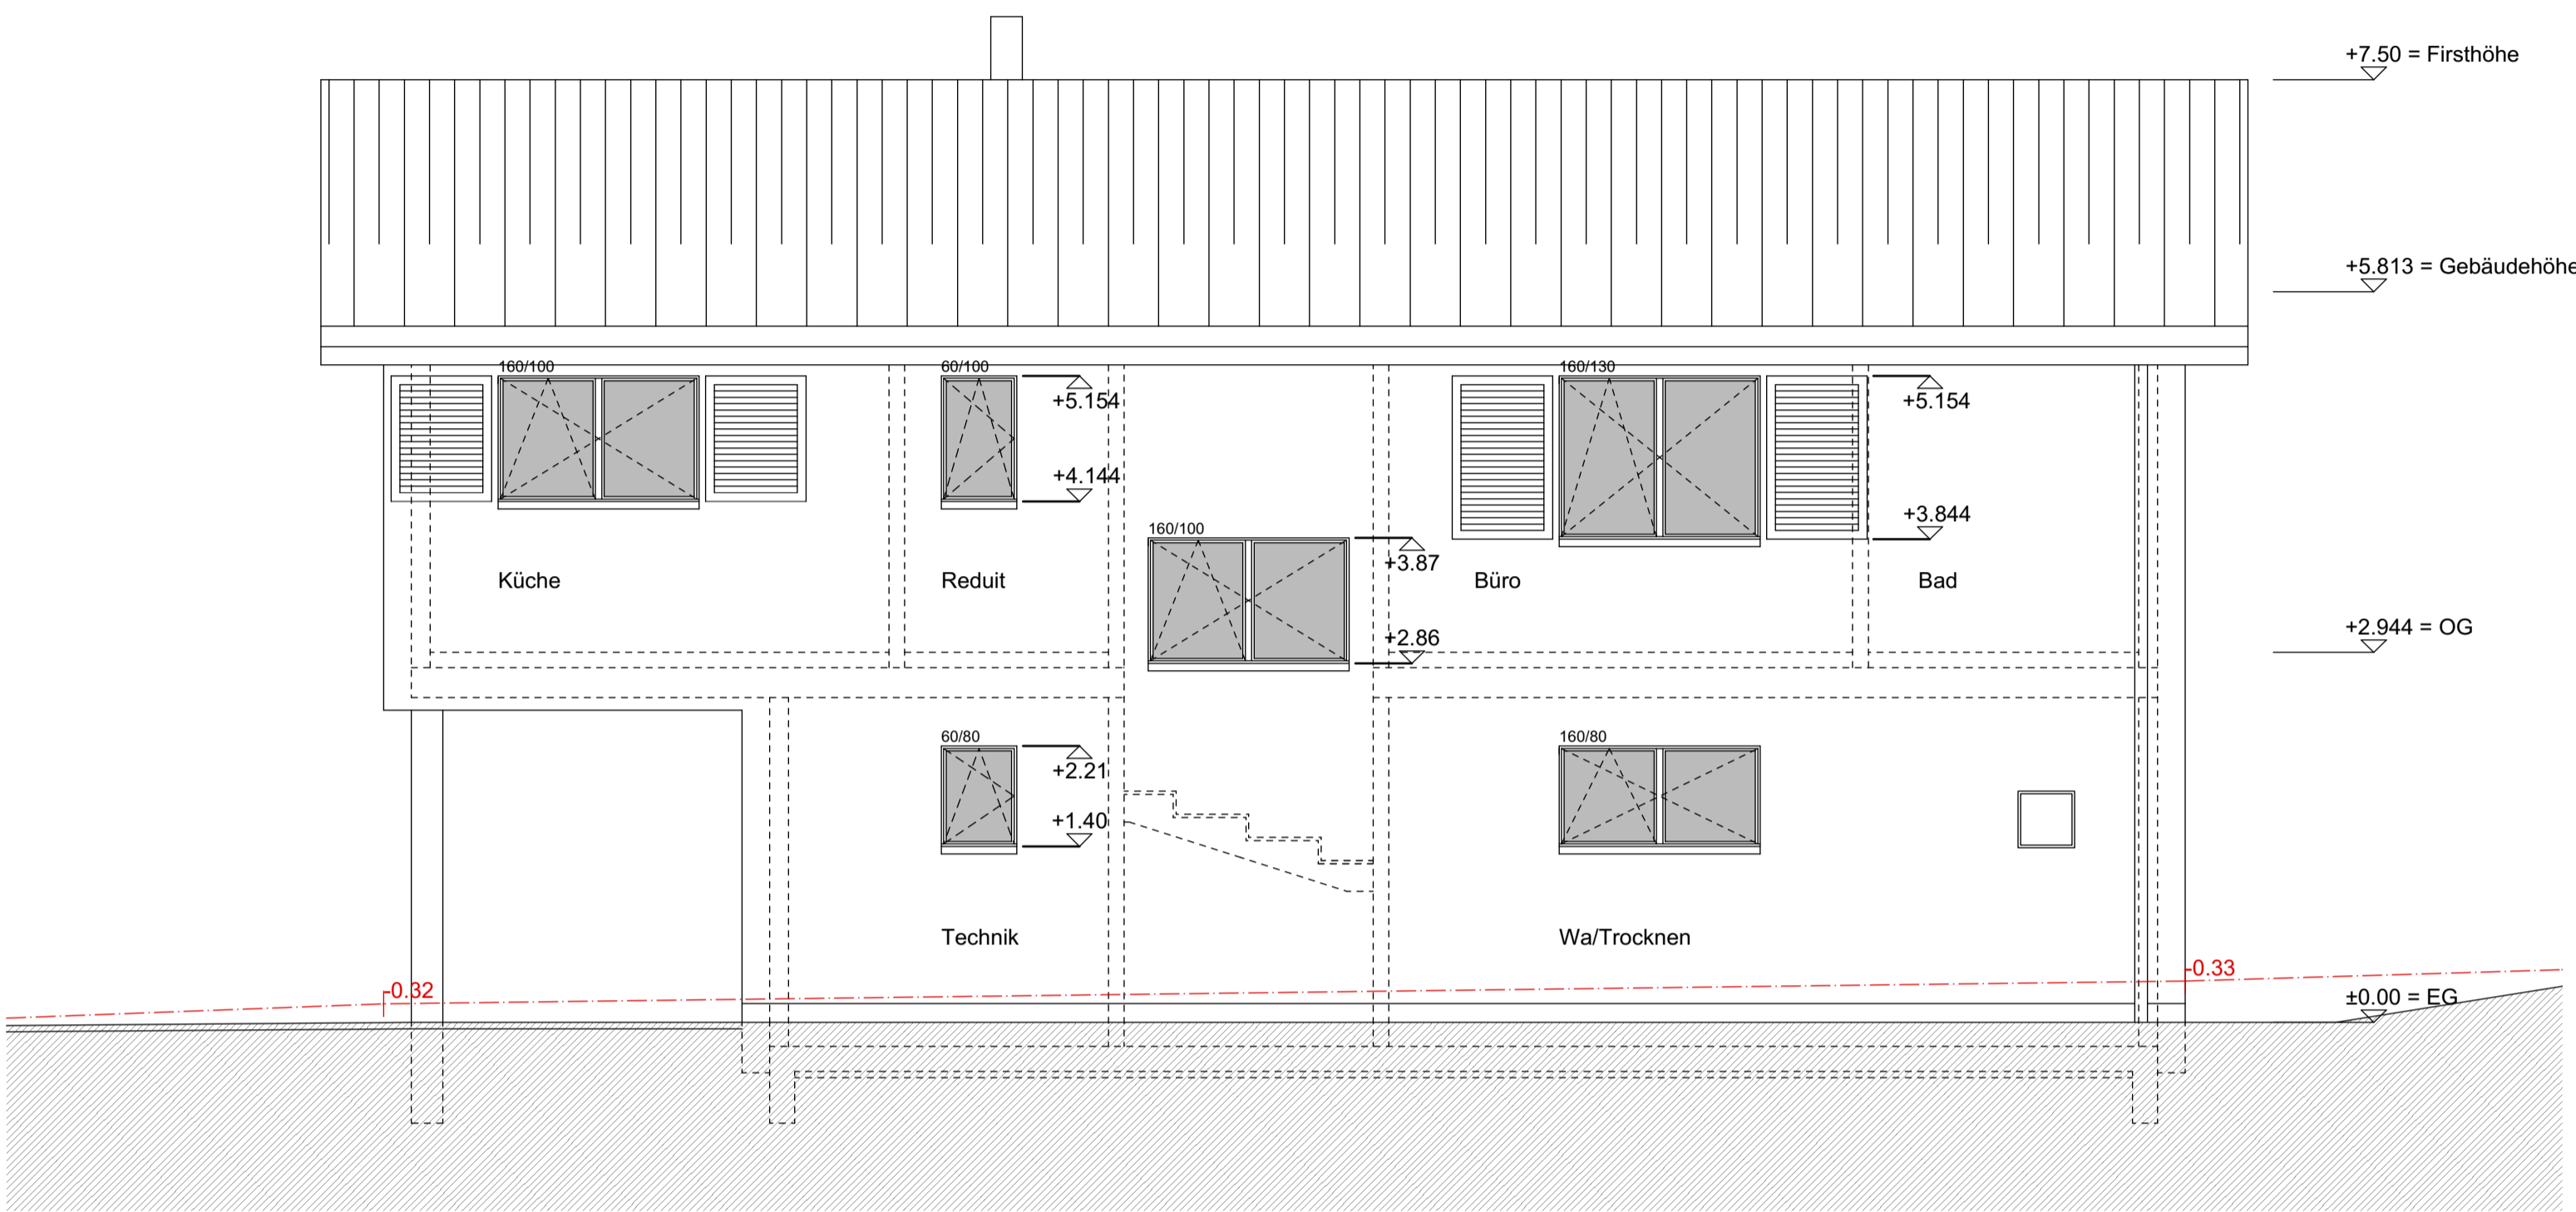 +7.50 = Firsthöhe
+5.813 = Gebäudehöhe
160/100
60/100
160/130
+5.154
+5.154
+4.144
+3.844
160/100
+3.87
Küche
Reduit
Büro
Bad
+2.86
+2.944 = OG
60/80
160/80
+2.21
+1.40
Technik
Wa/Trocknen
-0.32
-0.33
±0.00 = EG